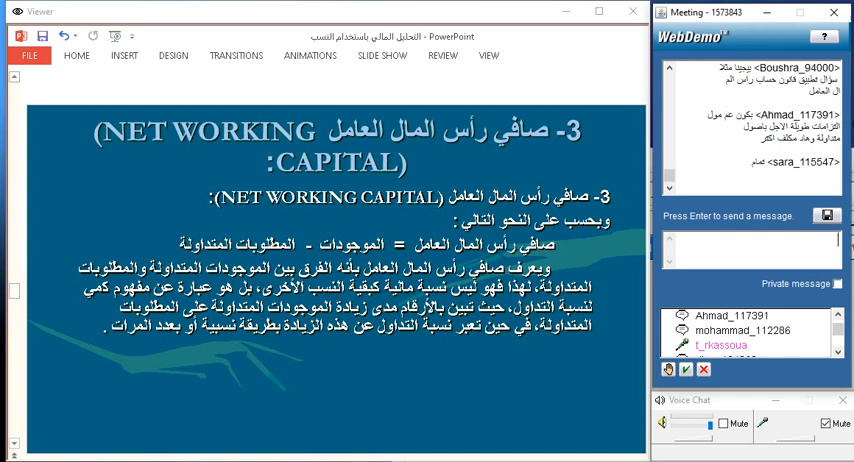 Viewer
التحليل المالي باستخدام النسب - PowerPoint
FILE HOME INSERT DESIGN TRANSITIONS ANIMATIONS SLIDE SHOW REVIEW VIEW
3- صافي رأس المال العامل (NET WORKING
CAPITAL):
3- صافي رأس المال العامل (NET WORKING CAPITAL):
ويحسب على النحو التالي :
صافي رأس المال العامل = الموجودات - المطلوبات المتداولة
ويعرف صافي رأس المال العامل بأنه الفرق بين الموجودات المتداولة والمطلوبات
المتداولة، لهذا فهو ليس نسبة مالية كبقية النسب الأخرى، بل هو عبارة عن مفهوم كمي
لنسبة التداول، حيث تبين بالأرقام مدى زيادة الموجودات المتداولة على المطلوبات
المتداولة، في حين تعبر نسبة التداول عن هذه الزيادة بطريقة نسبية أو بعدد المرات .
Meeting - 1573843
WebDemo™
?
<Boushra_94000> بيجينا مثلا
سؤال تطبيق قانون حساب راس الم
ال العامل
<Ahmad_117391> بكون عم مول
التزامات طويلة الاجل باصول
متداولة وهاد مكلف اكتر
<sara_115547> تمام
Press Enter to send a message.
Private message
Ahmad_117391
mohammad_112286
t_rkassoua
Voice Chat
Mute
Mute